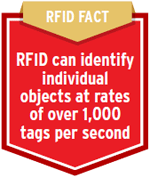 RFID FACT
RFID can identify
individual
objects at rates
of over 1,000
tags per second